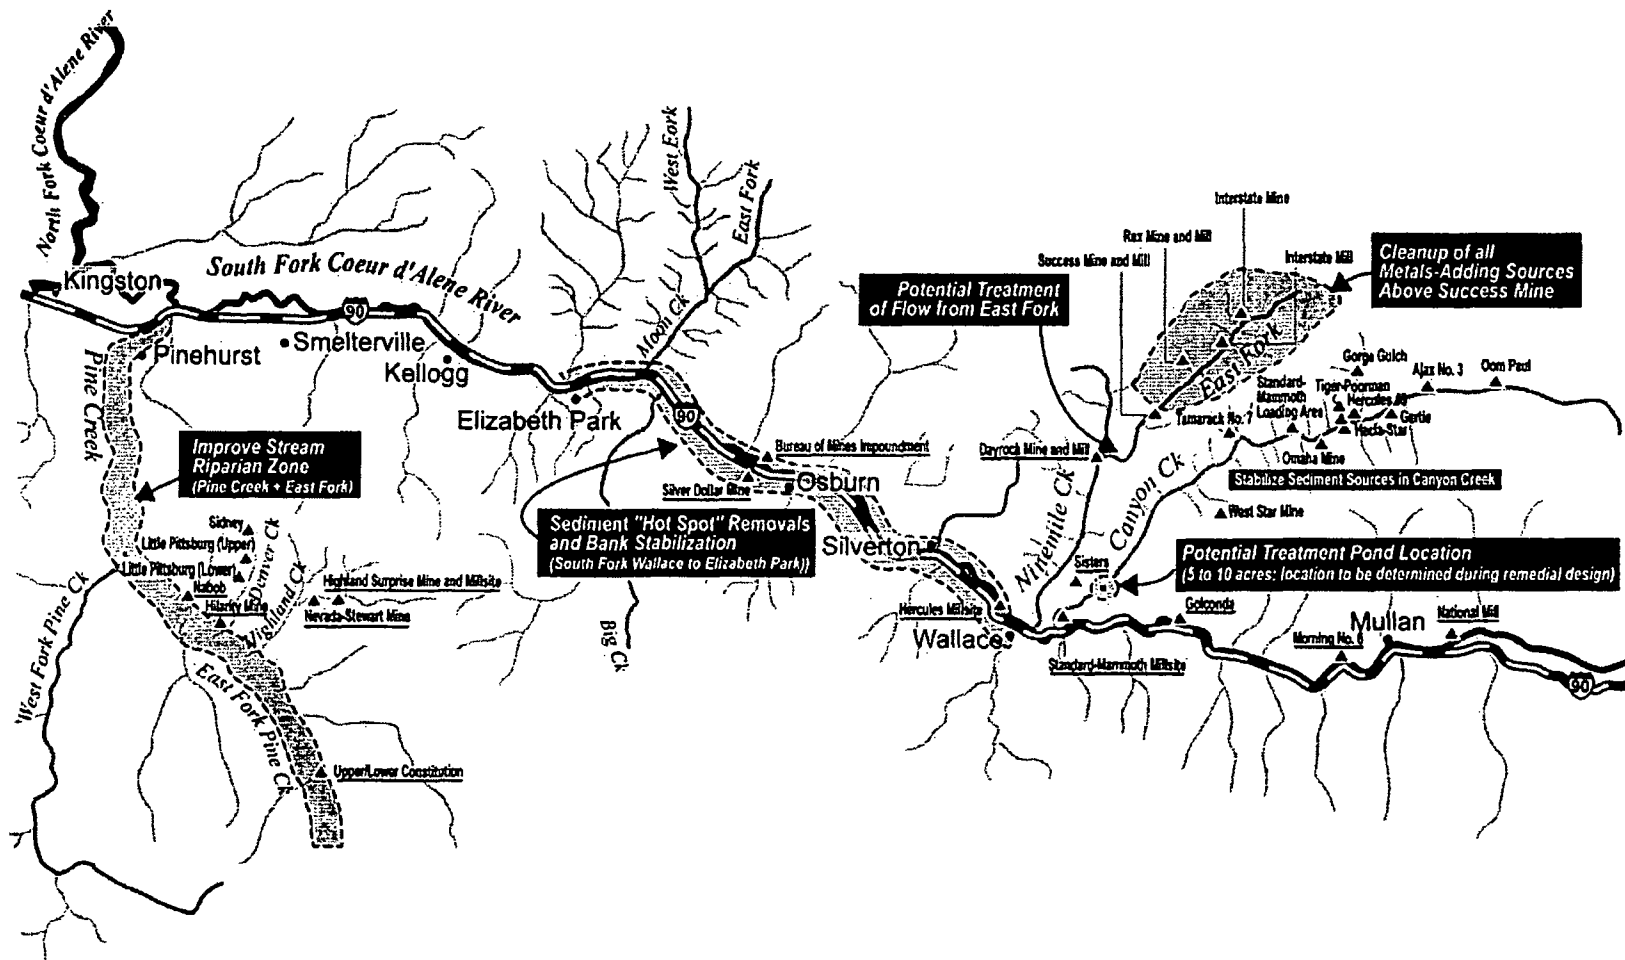 North Fork Coeur d'Alene River
Kingston
South Fork Coeur d'Alene River
90
Pinehurst
Smelterville
Kellogg
Elizabeth Park
Pine Creek
Improve Stream
Riparian Zone
(Pine Creek + East Fork)
Sidney
Little Pittsburg (Upper)
Little Pittsburg (Lower)
Nabob
Hilarity Mine
Denver Ck
Highland Ck
Highland Surprise Mine and Millsite
Nevada-Stewart Mine
West Fork Pine Ck
East Fork Pine Ck
Upper/Lower Constitution
West Fork
East Fork
Moon Ck
90
Big Ck
Sediment "Hot Spot" Removals
and Bank Stabilization
(South Fork Wallace to Elizabeth Park))
Bureau of Mines Impoundment
Silver Dollar Mine
Osburn
Silverton
Hercules Millsite
Wallace
Potential Treatment
of Flow from East Fork
Interstate Mine
Rex Mine and Mill
Success Mine and Mill
Interstate Mill
Cleanup of all
Metals-Adding Sources
Above Success Mine
East Fork
Dayrock Mine and Mill
Ninemile Ck
Canyon Ck
Tamarack No. 7
Standard-
Mammoth
Loading Area
Gorge Gulch
Tiger-Poorman
Hercules #5
Hecla-Star
Gertie
Ajax No. 3
Oom Paul
Omaha Mine
Stabilize Sediment Sources in Canyon Creek
West Star Mine
Potential Treatment Pond Location
(5 to 10 acres; location to be determined during remedial design)
Sisters
Standard-Mammoth Millsite
Golconda
Morning No. 6
Mullan
National Mill
90